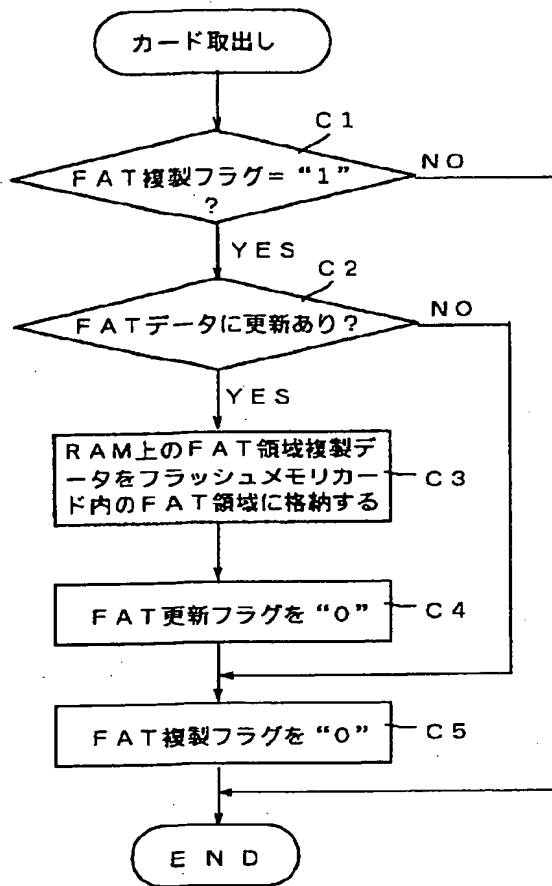 カード取出し
C1
FAT複製フラグ="1"
?
NO
YES
C2
FATデータに更新あり?
NO
YES
RAM上のFAT領域複製デ
ータをフラッシュメモリカー
ド内のFAT領域に格納する
C3
FAT更新フラグを"0"
C4
FAT複製フラグを"0"
C5
END